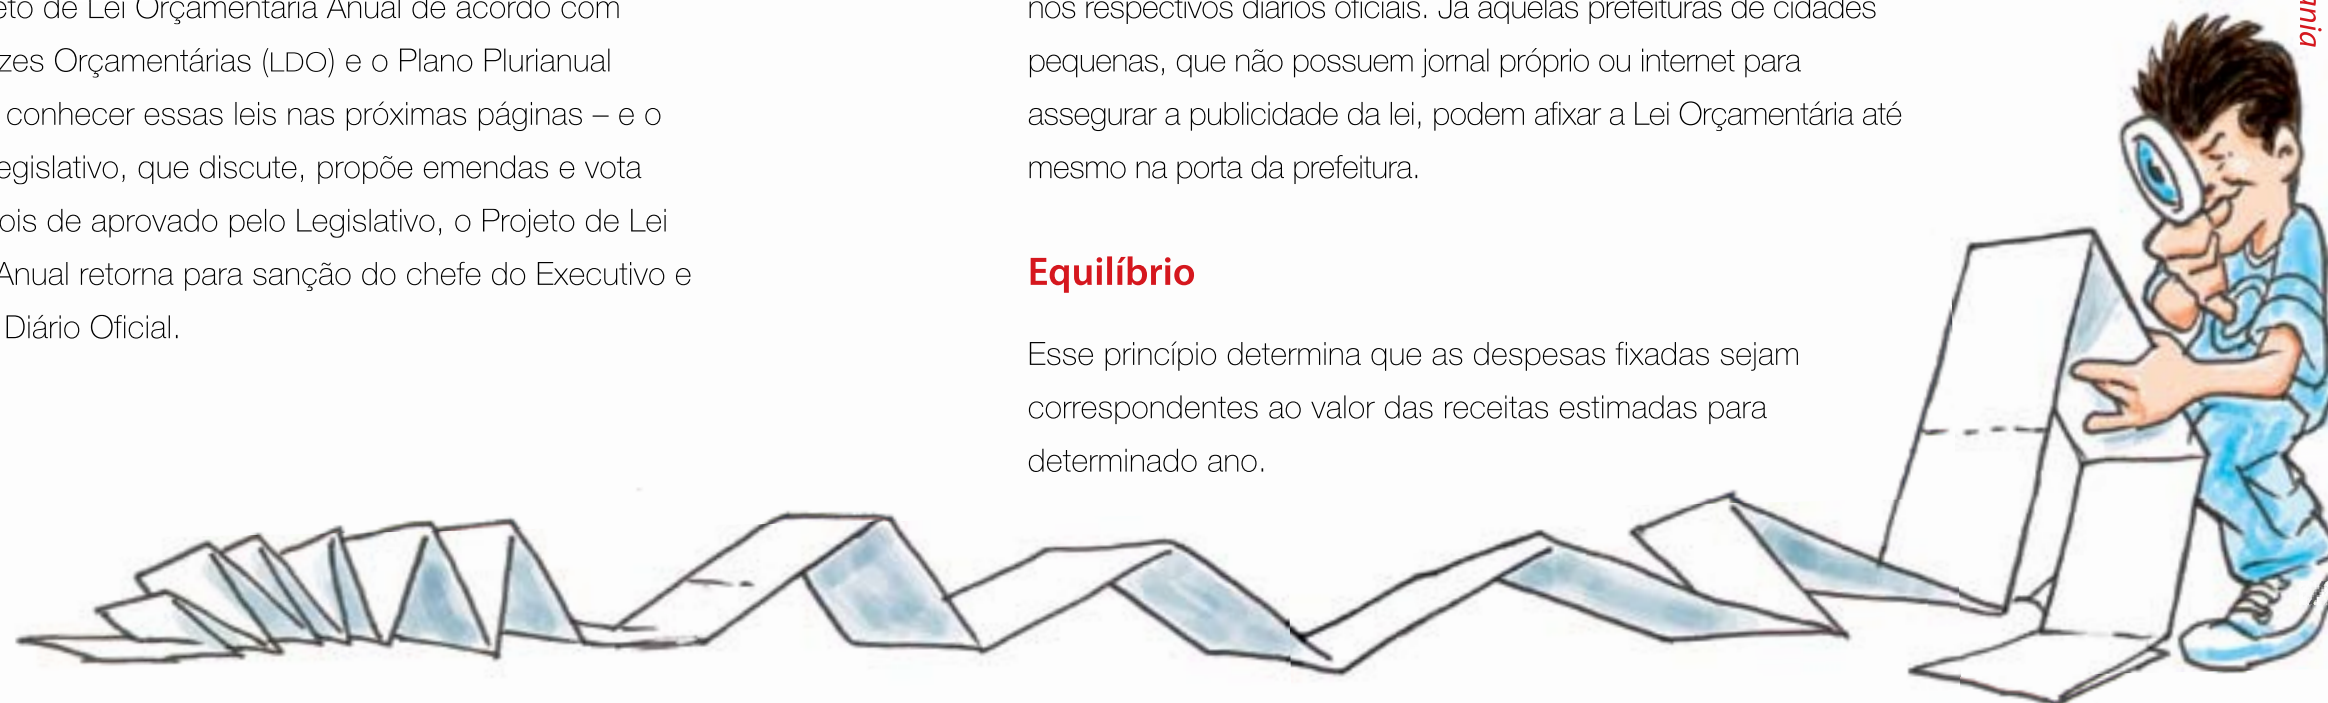 eto de Lei Orçamentária Anual de acordo com
zes Orçamentárias (LDO) e o Plano Plurianual
conhecer essas leis nas próximas páginas – e o
egislativo, que discute, propõe emendas e vota
ois de aprovado pelo Legislativo, o Projeto de Lei
Anual retorna para sanção do chefe do Executivo e
Diário Oficial.
nos respectivos diários oficiais. Já aquelas prefeituras de cidades
pequenas, que não possuem jornal próprio ou internet para
assegurar a publicidade da lei, podem afixar a Lei Orçamentária até
mesmo na porta da prefeitura.
Equilíbrio
Esse princípio determina que as despesas fixadas sejam
correspondentes ao valor das receitas estimadas para
determinado ano.
nia